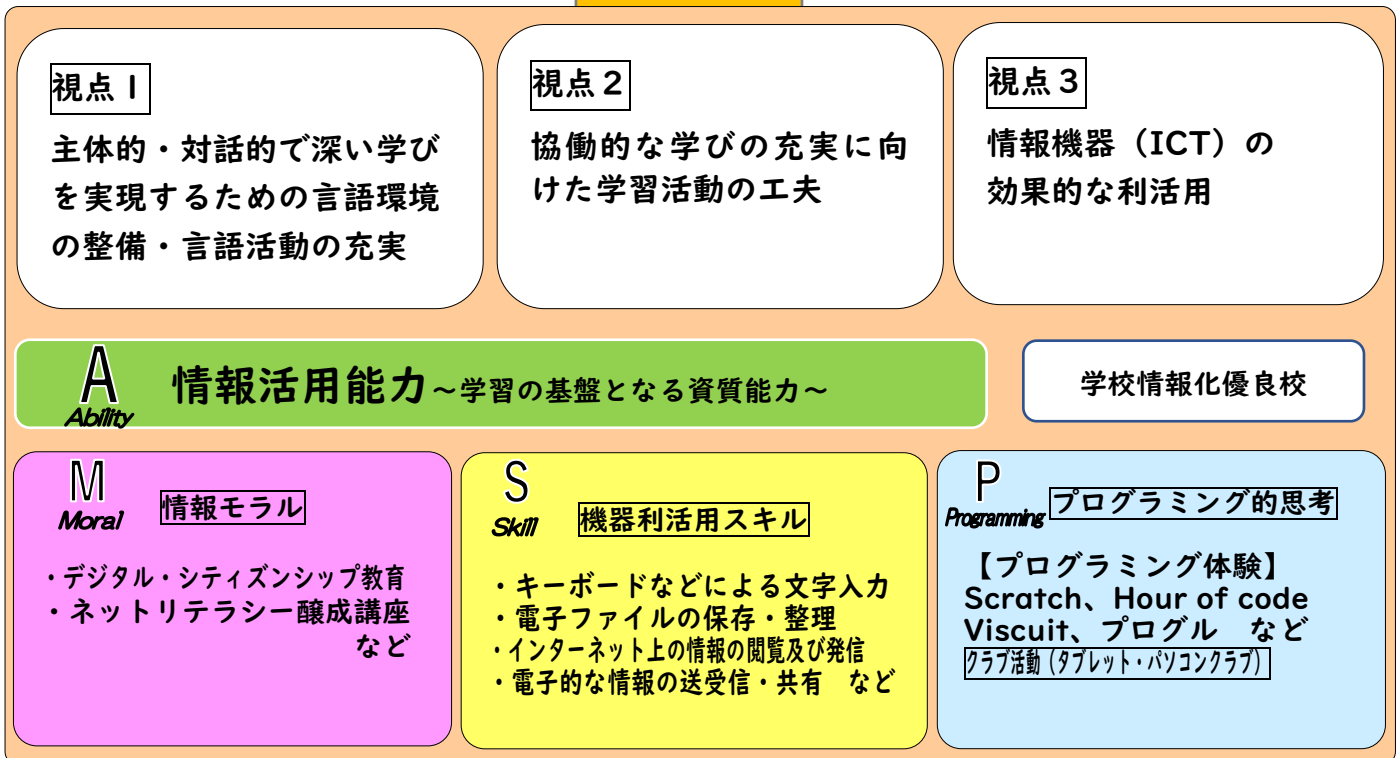 視点1
主体的・対話的で深い学び
を実現するための言語環境
の整備・言語活動の充実
視点2
協働的な学びの充実に向
けた学習活動の工夫
視点3
情報機器（ICT）の
効果的な利活用
A
Ability
情報活用能力～学習の基盤となる資質能力～
学校情報化優良校
M
Moral
情報モラル
・デジタル・シティズンシップ教育
・ネットリテラシー醸成講座
など
S
Skill
機器利活用スキル
・キーボードなどによる文字入力
・電子ファイルの保存・整理
・インターネット上の情報の閲覧及び発信
・電子的な情報の送受信・共有　など
P
Programming
プログラミング的思考
【プログラミング体験】
Scratch、Hour of code
Viscuit、プログル　など
クラブ活動（タブレット・パソコンクラブ）